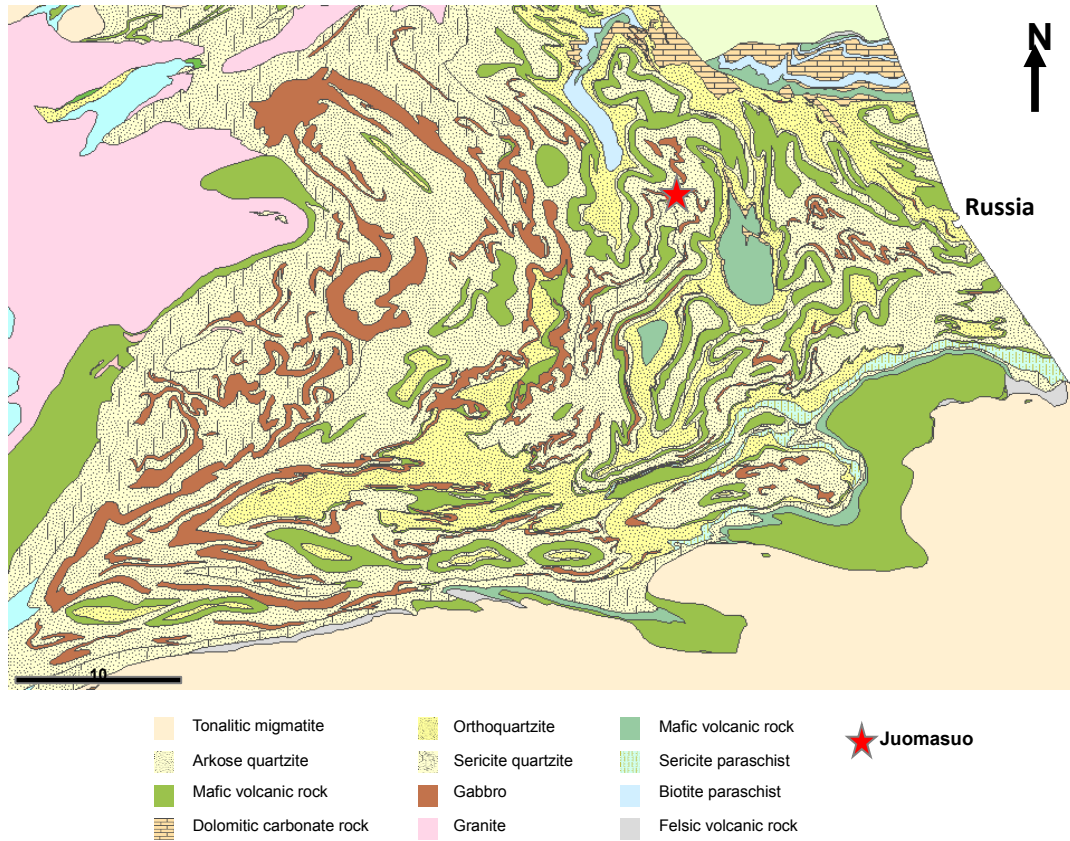 N
Russia
10
Tonalitic migmatite
Orthoquartzite
Mafic volcanic rock
Juomasuo
Arkose quartzite
Sericite quartzite
Sericite paraschist
Mafic volcanic rock
Gabbro
Biotite paraschist
Dolomitic carbonate rock
Granite
Felsic volcanic rock